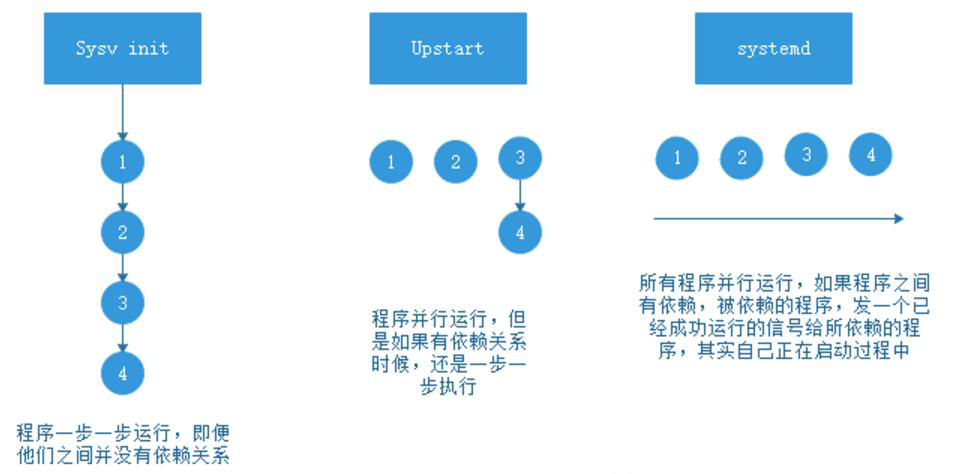 Sysv init
1
2
3
4
程序一步一步运行，即便
他们之间并没有依赖关系
Upstart
1
2
3
4
程序并行运行，但
是如果有依赖关系
时候，还是一步一
步执行
systemd
1
2
3
4
所有程序并行运行，如果程序之间
有依赖，被依赖的程序，发一个已
经成功运行的信号给所依赖的程
序，其实自己正在启动过程中